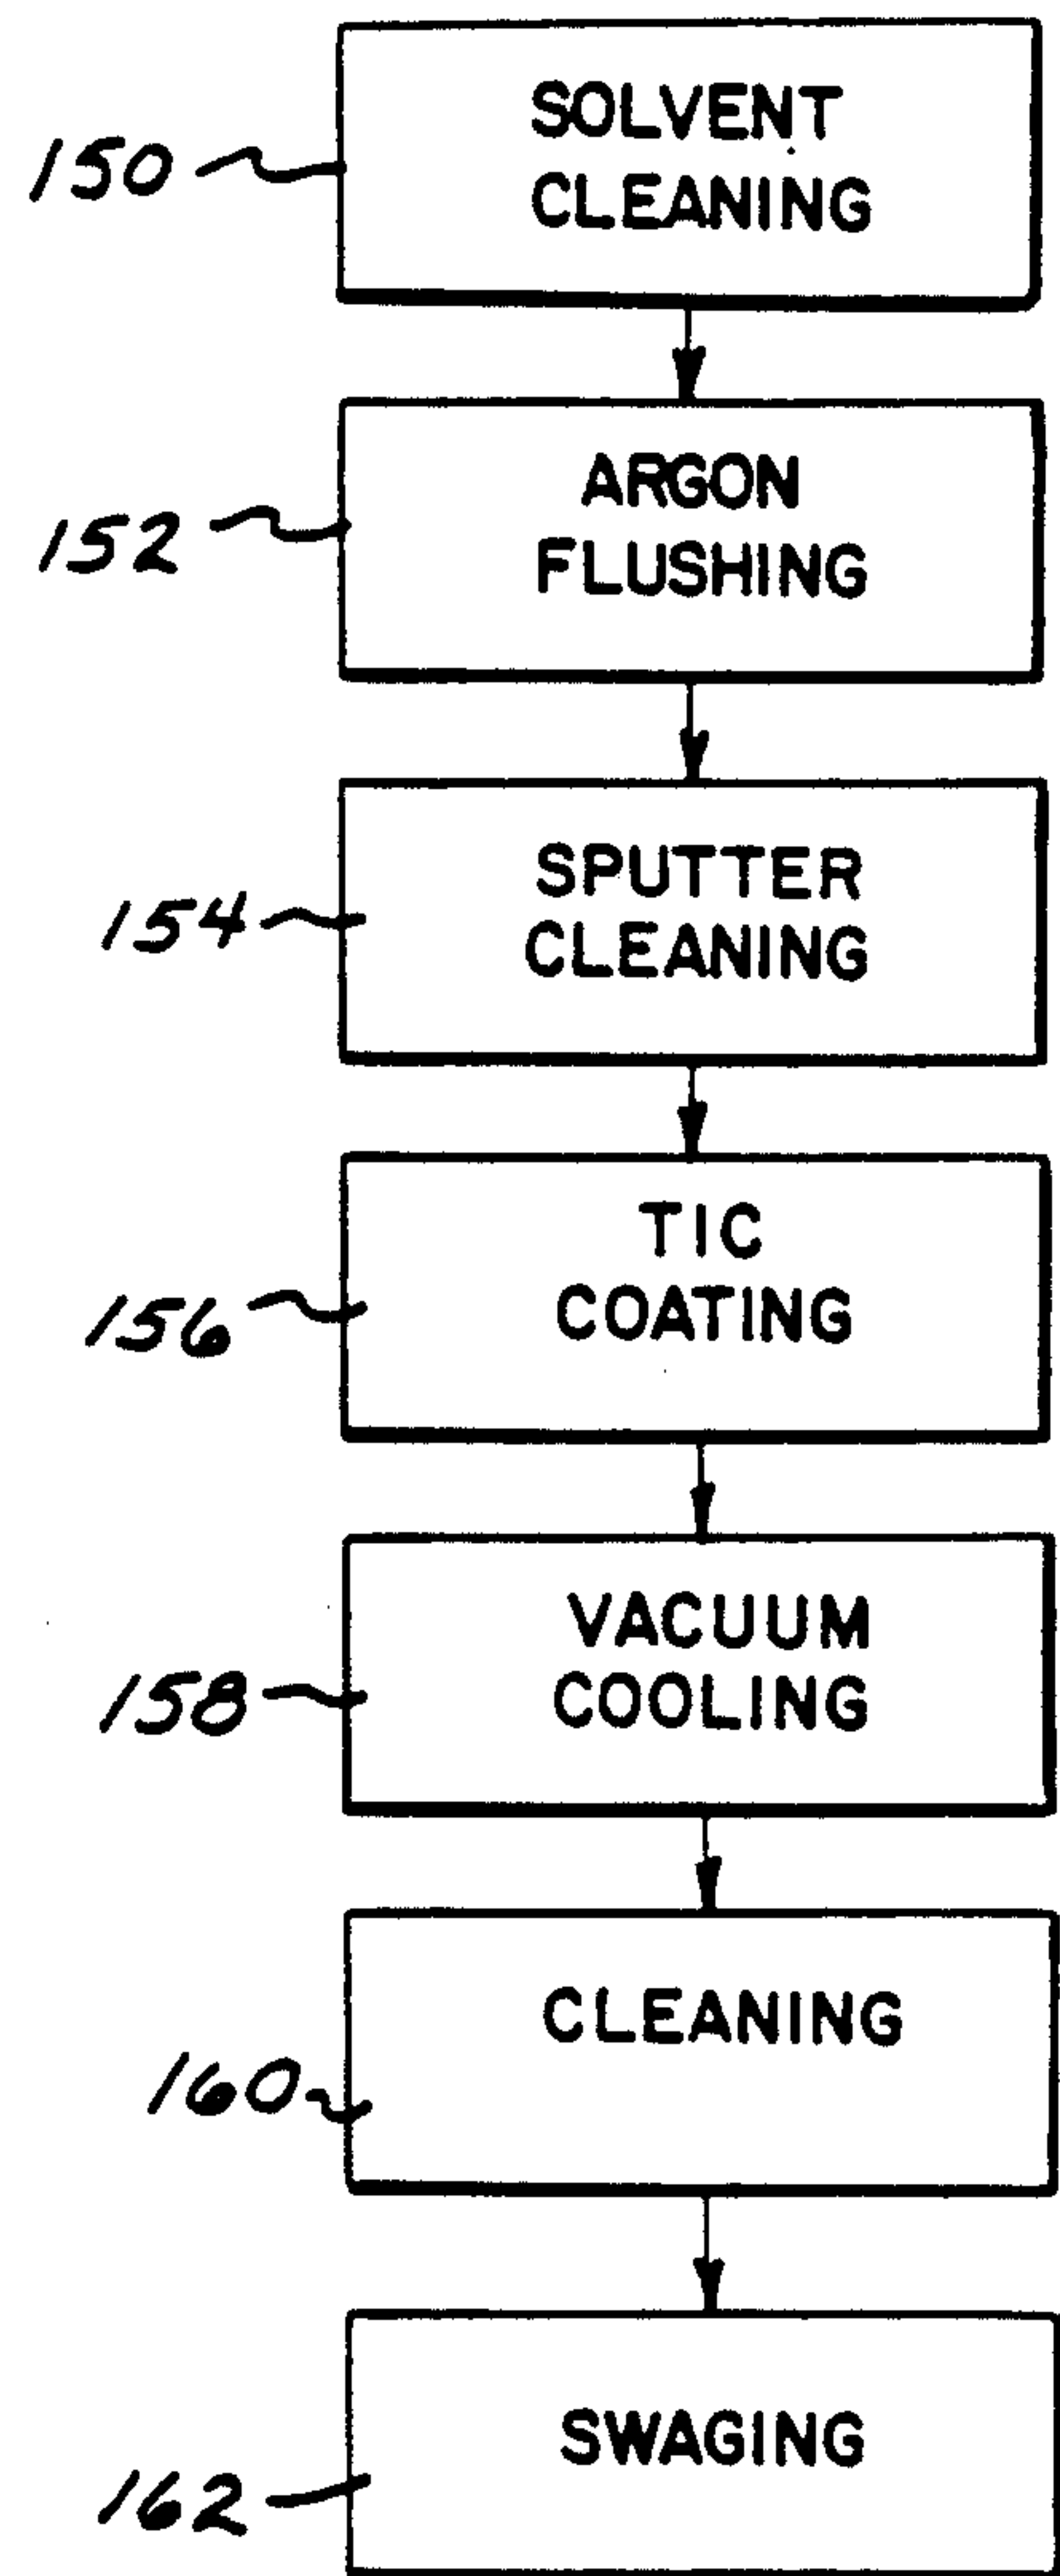 150
SOLVENT
CLEANING
152
ARGON
FLUSHING
154
SPUTTER
CLEANING
156
TIC
COATING
158
VACUUM
COOLING
160
CLEANING
162
SWAGING